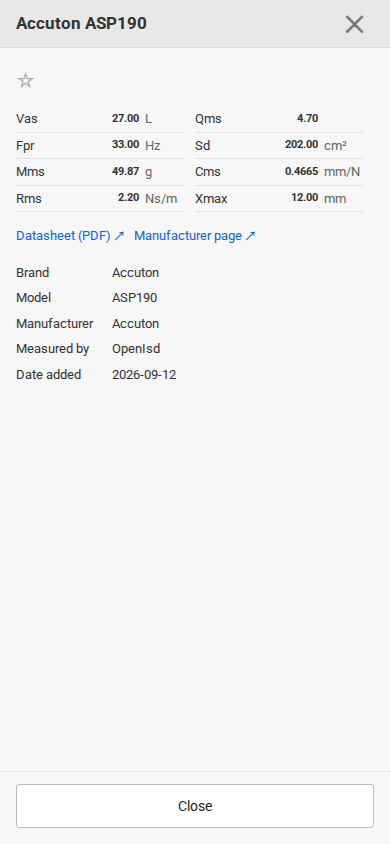 Accuton ASP190
Vas 27.00 L Qms 4.70
Fpr 33.00 Hz Sd 202.00 cm²
Mms 49.87 g Cms 0.4665 mm/N
Rms 2.20 Ns/m Xmax 12.00 mm
Datasheet (PDF) ↗ Manufacturer page ↗
Brand Accuton
Model ASP190
Manufacturer Accuton
Measured by OpenIsd
Date added 2026-09-12
Close